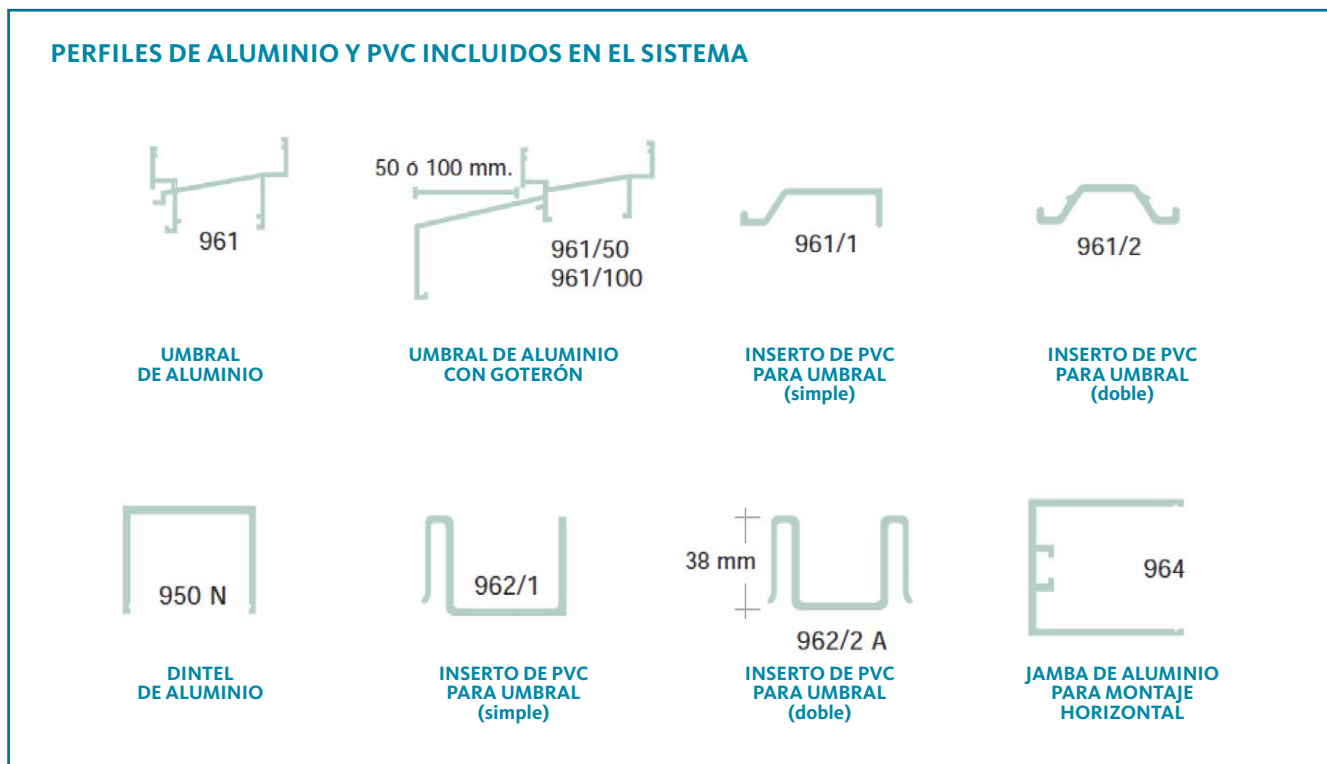 PERFILES DE ALUMINIO Y PVC INCLUIDOS EN EL SISTEMA
961
UMBRAL
DE ALUMINIO
50 ó 100 mm.
961/50
961/100
UMBRAL DE ALUMINIO
CON GOTERÓN
961/1
INSERTO DE PVC
PARA UMBRAL
(simple)
961/2
INSERTO DE PVC
PARA UMBRAL
(doble)
950 N
DINTEL
DE ALUMINIO
962/1
INSERTO DE PVC
PARA UMBRAL
(simple)
38 mm
962/2 A
INSERTO DE PVC
PARA UMBRAL
(doble)
964
JAMBA DE ALUMINIO
PARA MONTAJE
HORIZONTAL